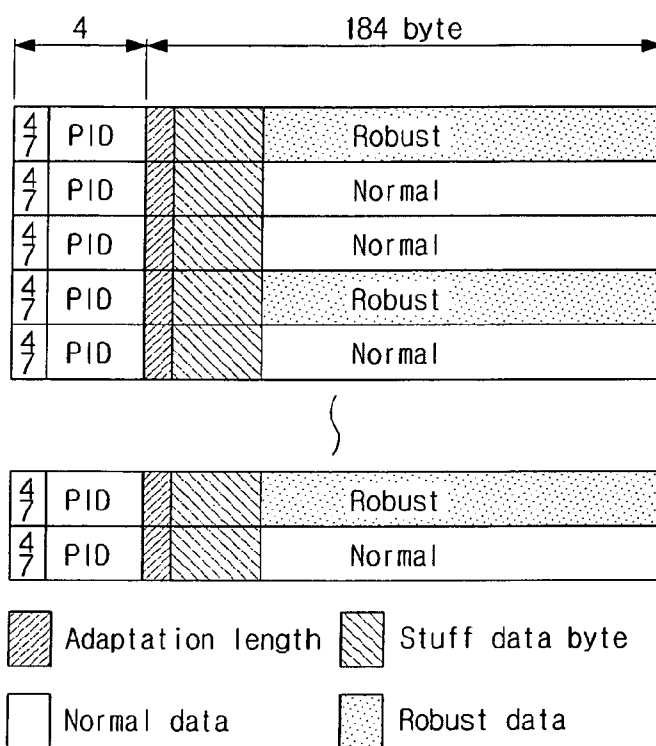 4 184 byte
47 PID Robust
47 PID Normal
47 PID Normal
47 PID Robust
47 PID Normal
47 PID Robust
47 PID Normal
Adaptation length Stuff data byte
Normal data Robust data